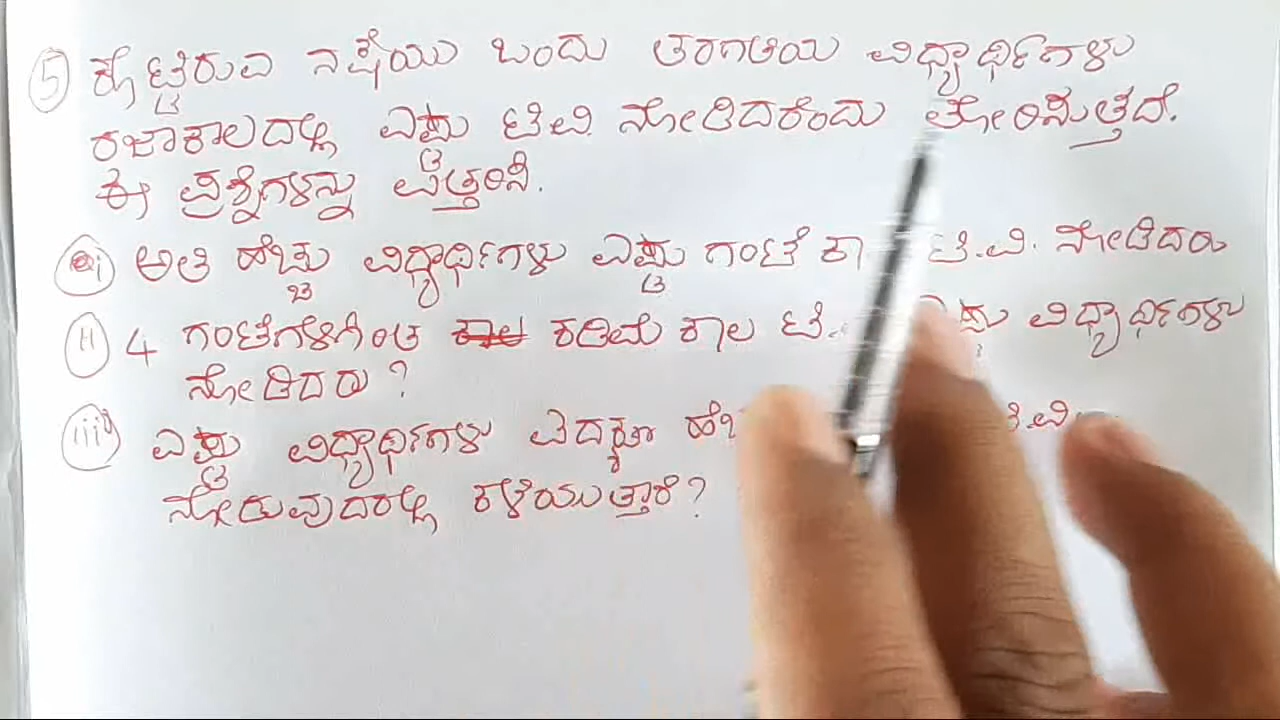 5 ಕೊಟ್ಟಿರುವ ನಕ್ಷೆಯು ಒಂದು ತರಗತಿಯ ವಿದ್ಯಾರ್ಥಿಗಳು
ರಜಾಕಾಲದಲ್ಲಿ ಎಷ್ಟು ಟಿವಿ ನೋಡಿದರೆಂದು ತೋರಿಸುತ್ತದೆ.
ಈ ಪ್ರಶ್ನೆಗಳನ್ನು ಉತ್ತರಿಸಿ.
i ಅತಿ ಹೆಚ್ಚು ವಿದ್ಯಾರ್ಥಿಗಳು ಎಷ್ಟು ಗಂಟೆ ಟಿ.ವಿ. ನೋಡಿದರು
ii 4 ಗಂಟೆಗಳಿಗಿಂತ ಕಾಲ ಕಡಿಮೆ ಕಾಲ ಟಿ. ವಿದ್ಯಾರ್ಥಿಗಳು
ನೋಡಿದರು ?
iii ಎಷ್ಟು ವಿದ್ಯಾರ್ಥಿಗಳು
ನೋಡುವುದರಲ್ಲಿ ಕಳೆಯುತ್ತಾರೆ ?